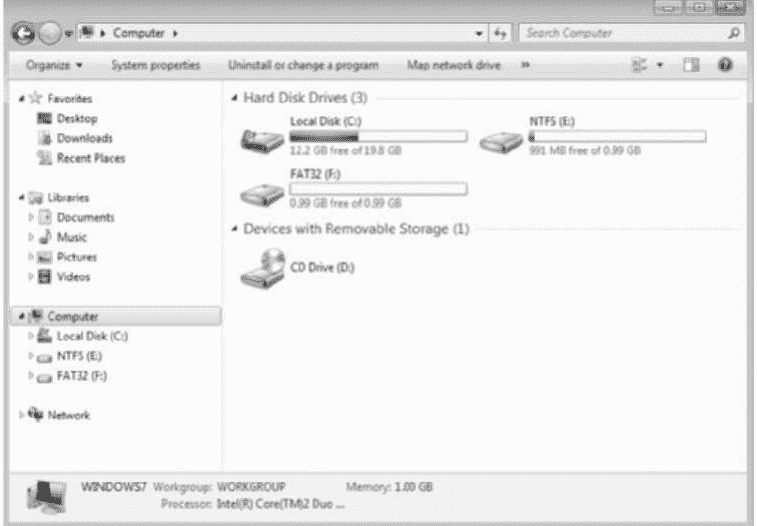 Computer
Search Computer
Organize
System properties
Uninstall or change a program
Map network drive
»
Favorites
Desktop
Downloads
Recent Places
Libraries
Documents
Music
Pictures
Videos
Computer
Local Disk (C:)
NTFS (E:)
FAT32 (F:)
Network
Hard Disk Drives (3)
Local Disk (C:)
12.2 GB free of 19.8 GB
NTFS (E:)
991 MB free of 0.99 GB
FAT32 (F:)
0.99 GB free of 0.99 GB
Devices with Removable Storage (1)
CD Drive (D:)
WINDOWS7 Workgroup: WORKGROUP Memory: 1.00 GB
Processor: Intel(R) Core(TM)2 Duo ...